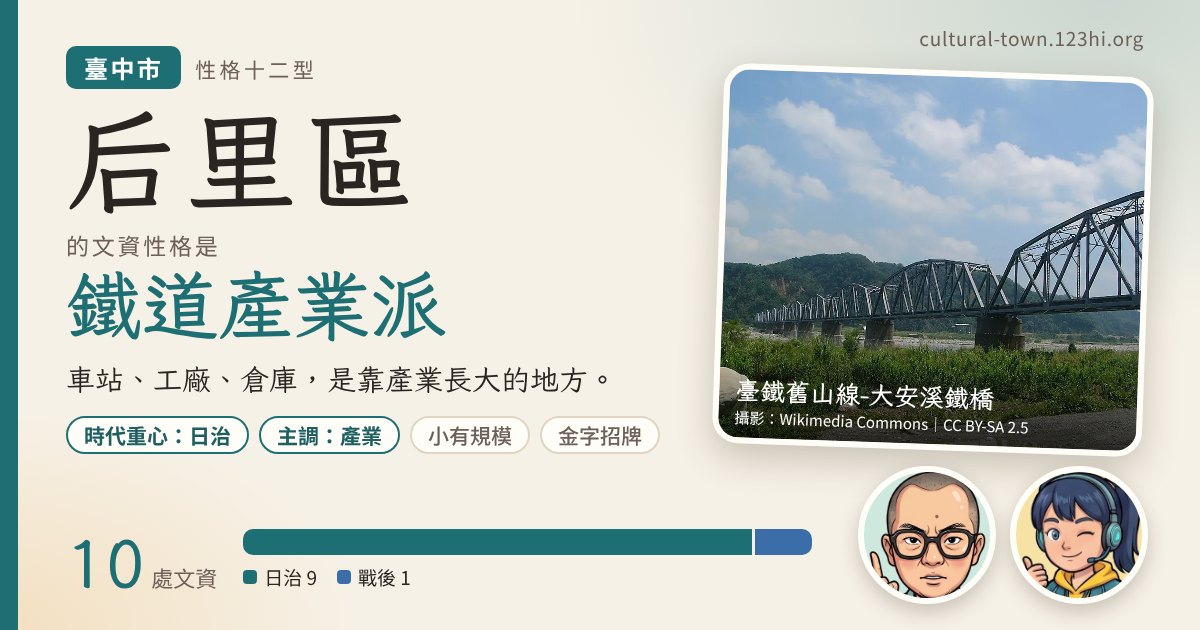 臺中市 性格十二型
cultural-town.123hi.org
后里區
的文資性格是
鐵道產業派
車站、工廠、倉庫，是靠產業長大的地方。
時代重心：日治 主調：產業 小有規模 金字招牌
臺鐵舊山線-大安溪鐵橋
攝影：Wikimedia Commons｜CC BY-SA 2.5
10 處文資
日治 9 戰後 1